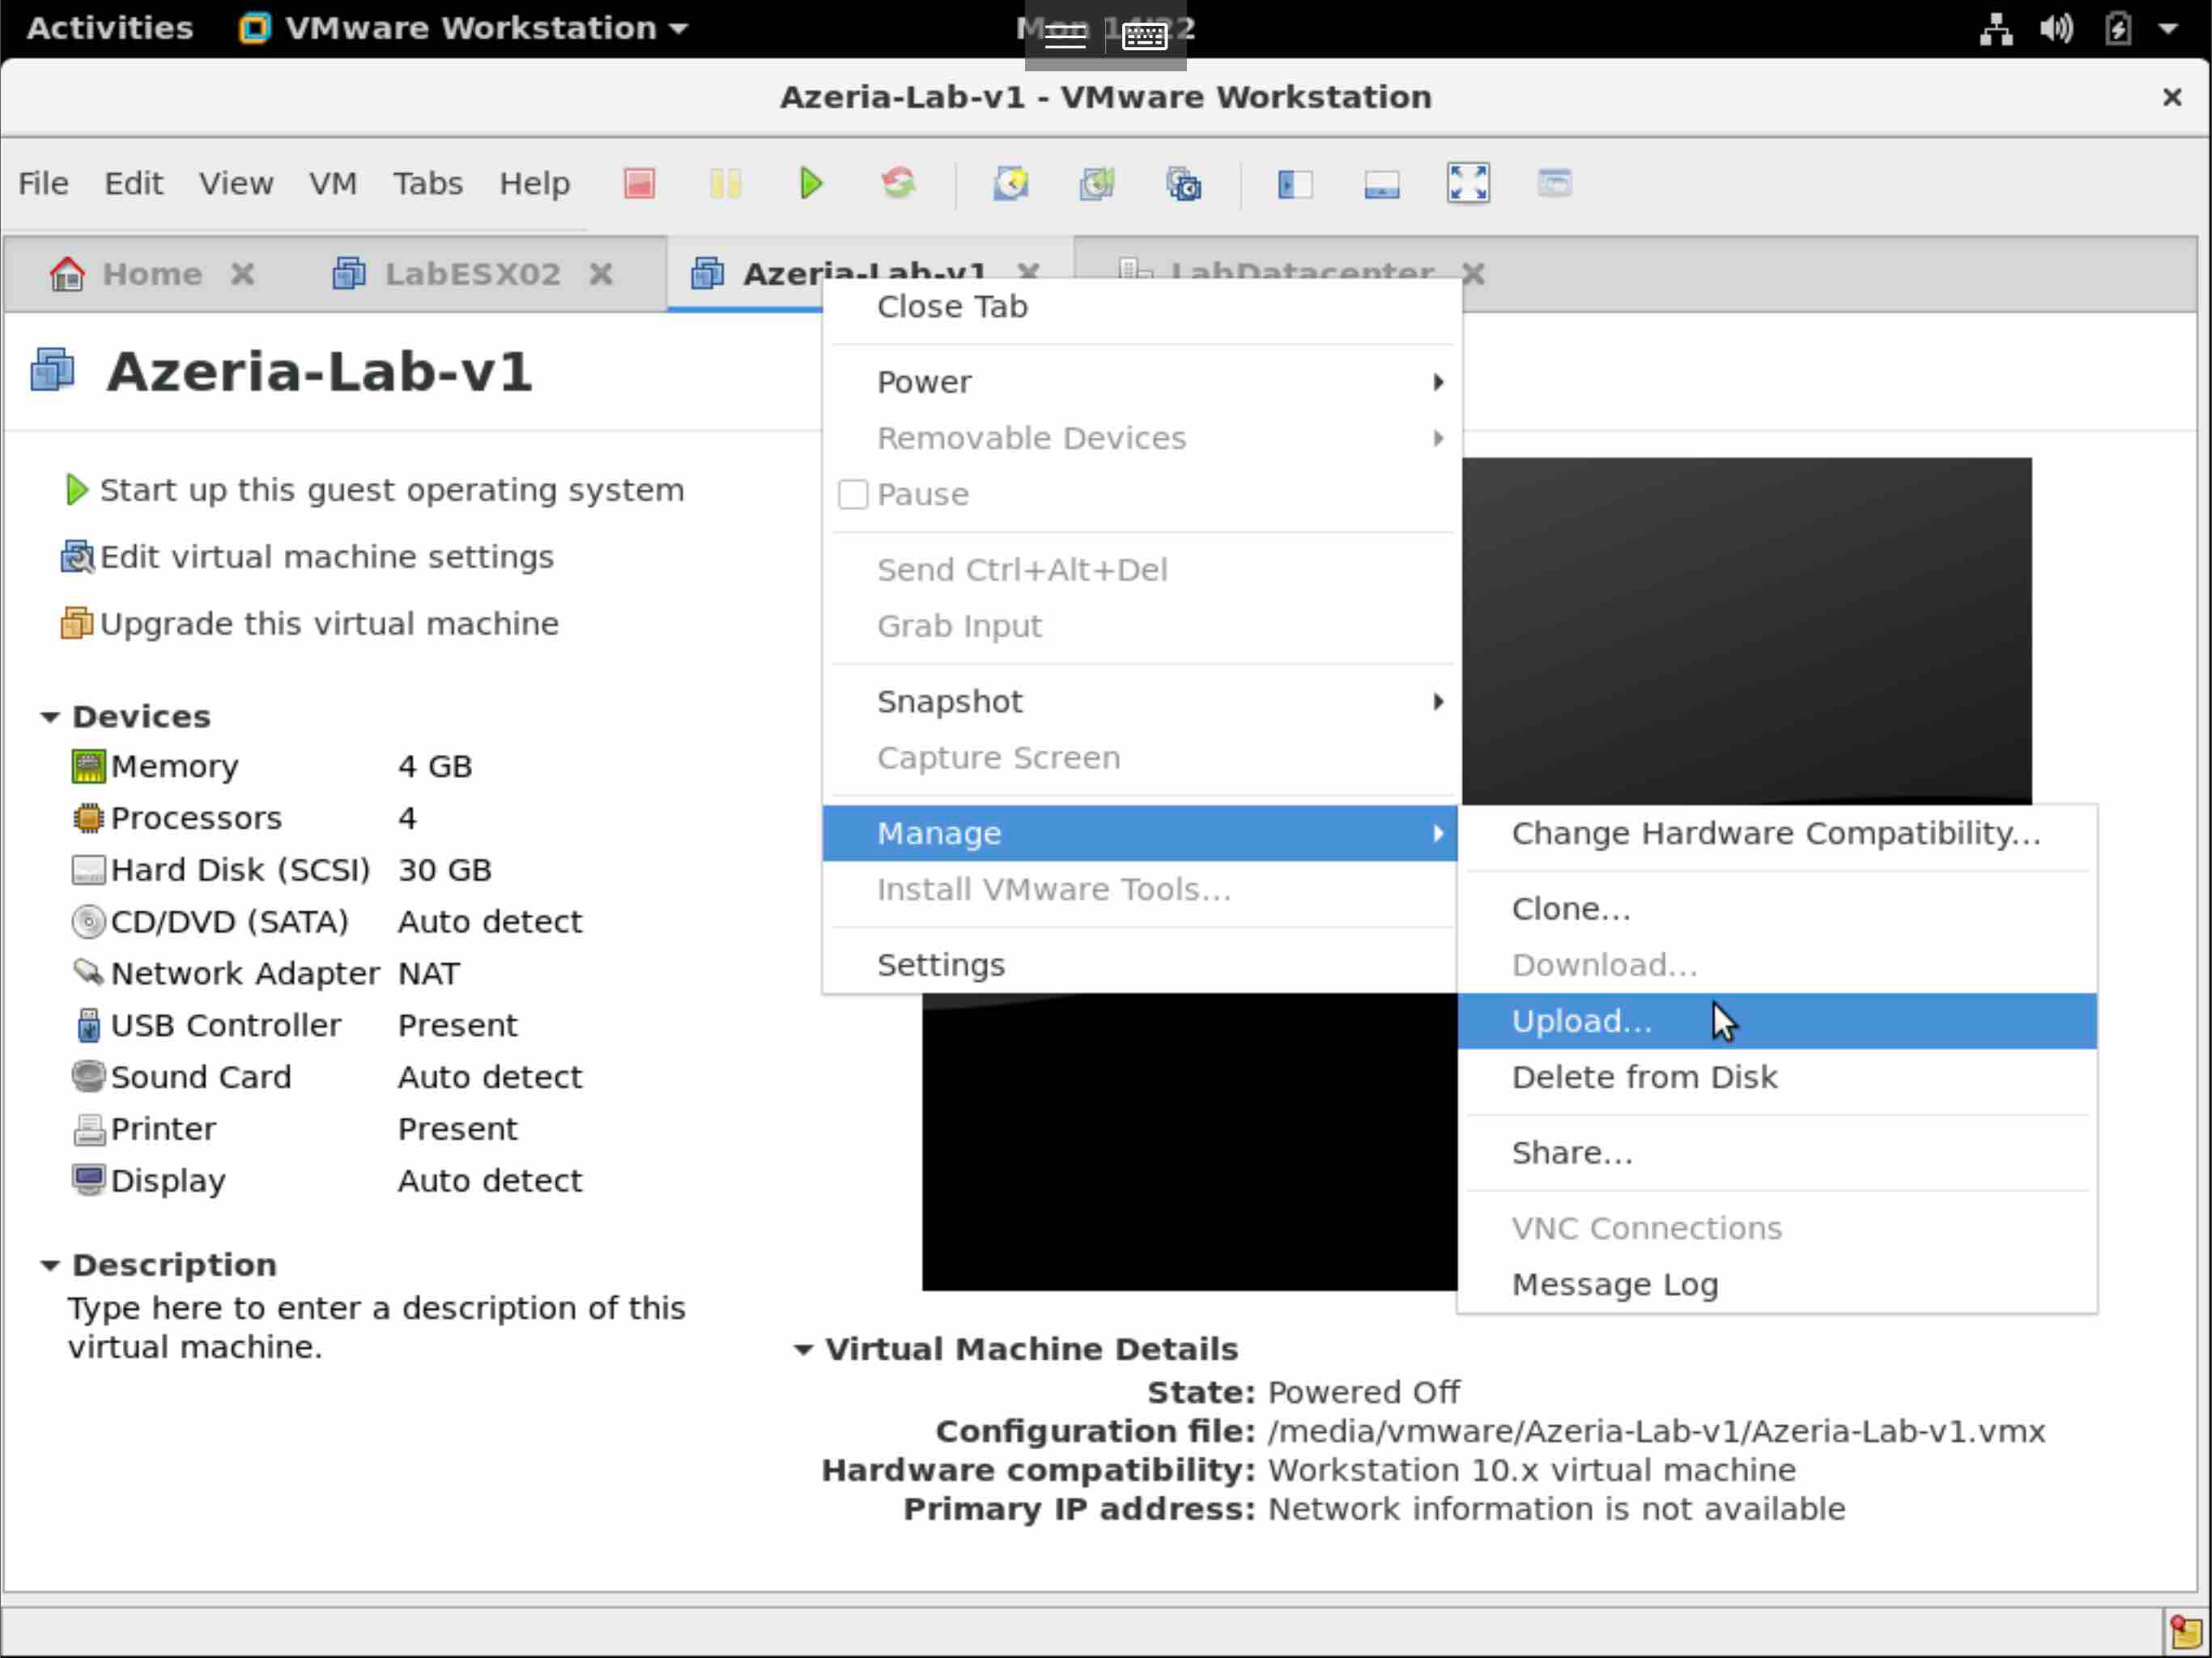 Activities VMware Workstation Mon 14:22
Azeria-Lab-v1 - VMware Workstation
File Edit View VM Tabs Help
Home LabESX02 Azeria-Lab-v1 LabDatacenter
Azeria-Lab-v1
Start up this guest operating system
Edit virtual machine settings
Upgrade this virtual machine
Devices
Memory 4 GB
Processors 4
Hard Disk (SCSI) 30 GB
CD/DVD (SATA) Auto detect
Network Adapter NAT
USB Controller Present
Sound Card Auto detect
Printer Present
Display Auto detect
Description
Type here to enter a description of this
virtual machine.
Close Tab
Power
Removable Devices
Pause
Send Ctrl+Alt+Del
Grab Input
Snapshot
Capture Screen
Manage
Install VMware Tools...
Settings
Change Hardware Compatibility...
Clone...
Download...
Upload...
Delete from Disk
Share...
VNC Connections
Message Log
Virtual Machine Details
State: Powered Off
Configuration file: /media/vmware/Azeria-Lab-v1/Azeria-Lab-v1.vmx
Hardware compatibility: Workstation 10.x virtual machine
Primary IP address: Network information is not available